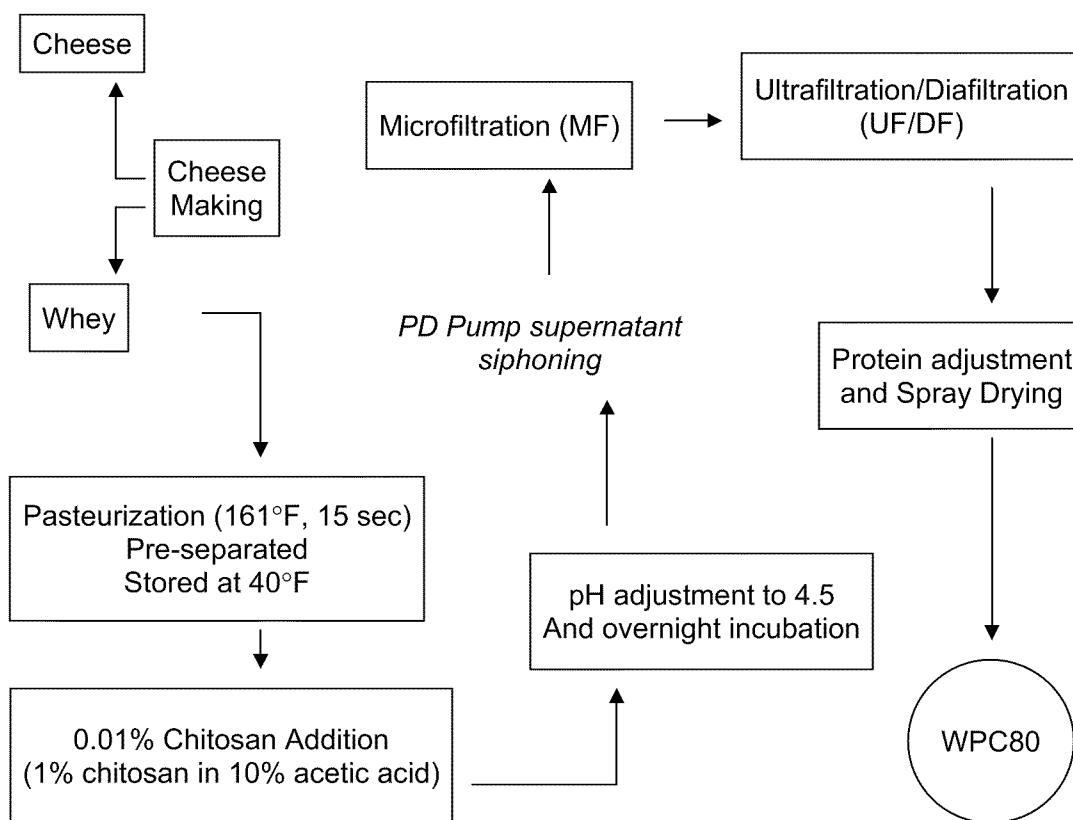 Cheese
Cheese
Making
Whey
Pasteurization (161°F, 15 sec)
Pre-separated
Stored at 40°F
0.01% Chitosan Addition
(1% chitosan in 10% acetic acid)
pH adjustment to 4.5
And overnight incubation
PD Pump supernatant
siphoning
Microfiltration (MF)
Ultrafiltration/Diafiltration
(UF/DF)
Protein adjustment
and Spray Drying
WPC80